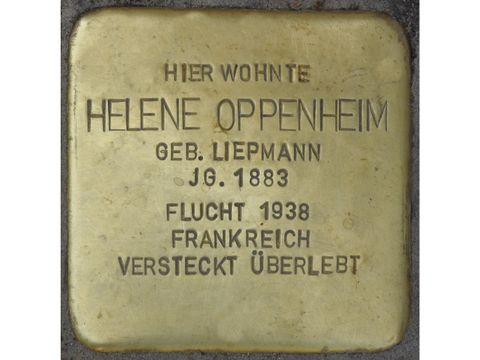 HIER WOHNTE
HELENE OPPENHEIM
GEB. LIEPMANN
JG. 1883
FLUCHT 1938
FRANKREICH
VERSTECKT ÜBERLEBT